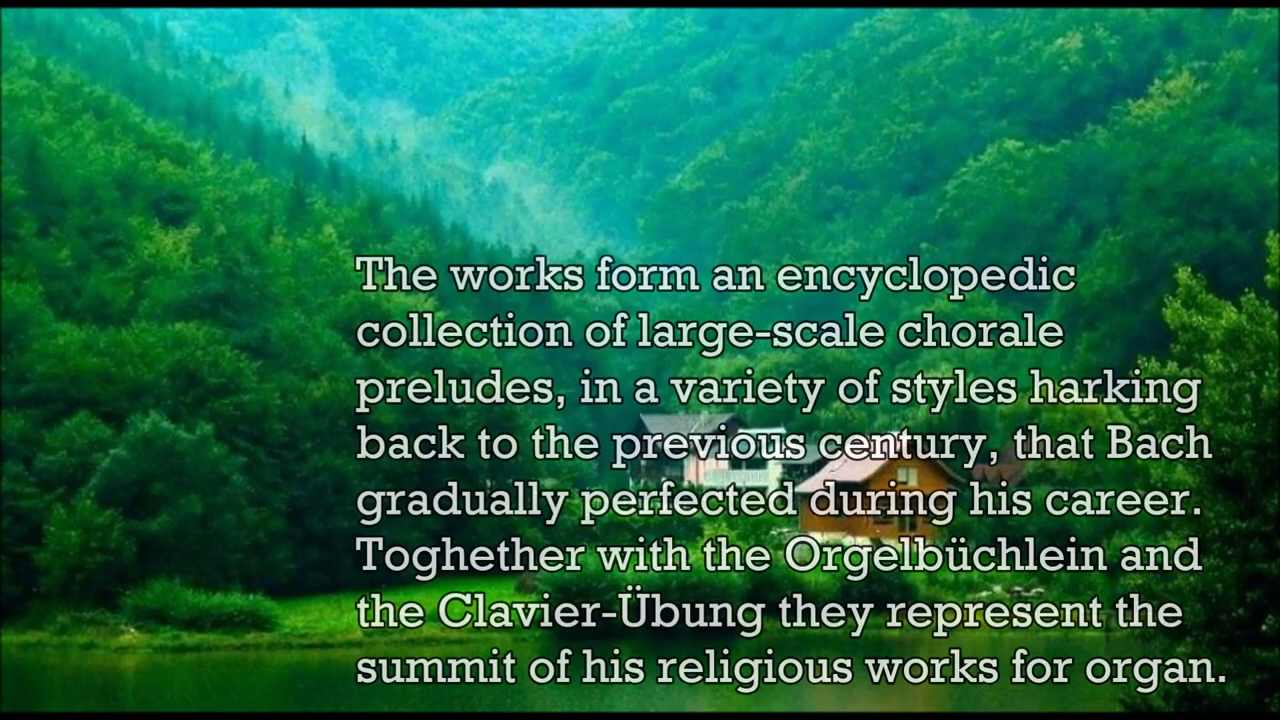 The works form an encyclopedic
collection of large-scale chorale
preludes, in a variety of styles harking
back to the previous century, that Bach
gradually perfected during his career.
Toghether with the Orgelbüchlein and
the Clavier-Übung they represent the
summit of his religious works for organ.